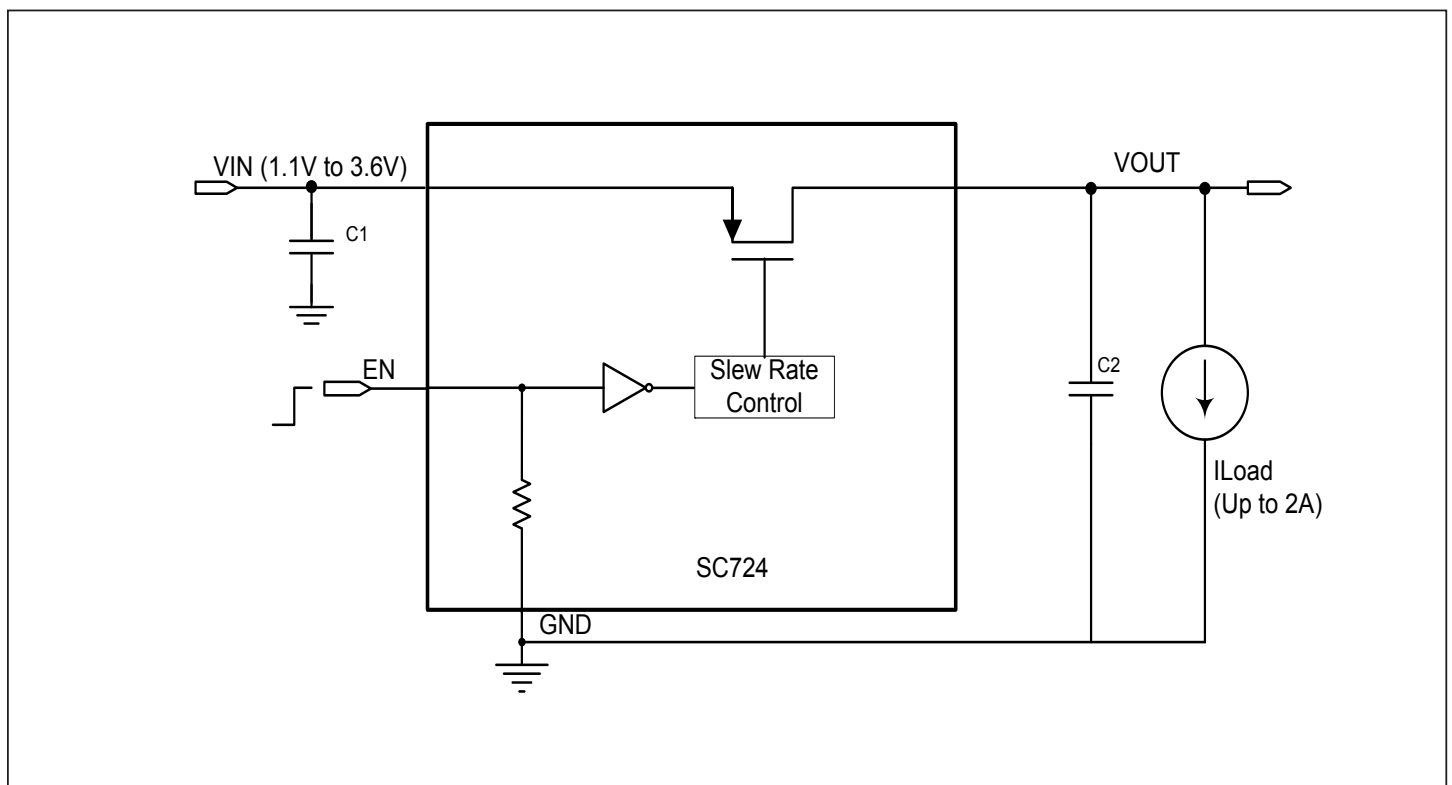 VIN (1.1V to 3.6V)
VOUT
C1
EN
Slew Rate
Control
C2
ILoad
(Up to 2A)
SC724
GND